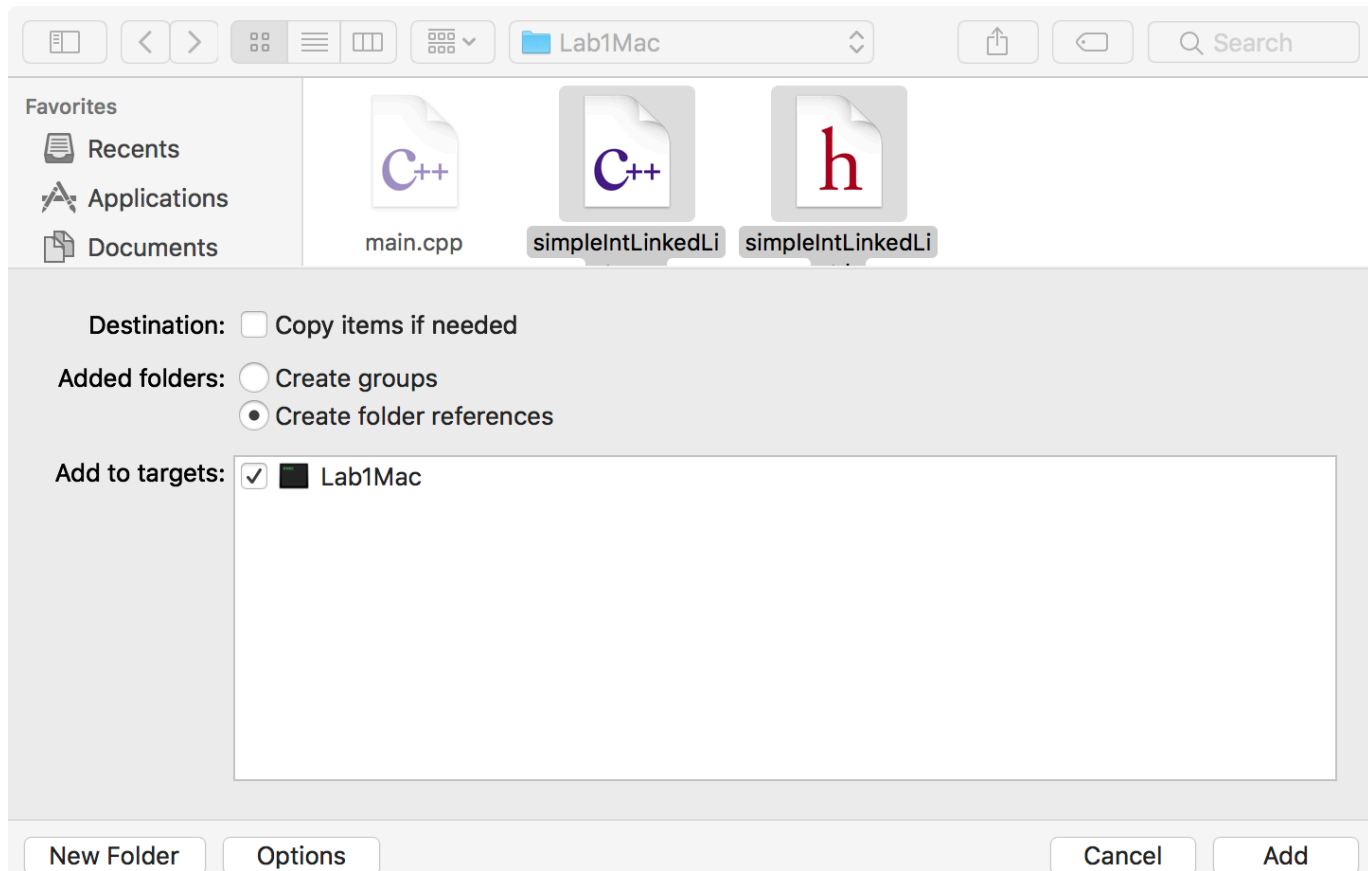 Lab1Mac
Search
Favorites
Recents
Applications
Documents
C++
C++
h
main.cpp
simpleIntLinkedLi
simpleIntLinkedLi
Destination: Copy items if needed
Added folders: Create groups
Create folder references
Add to targets: Lab1Mac
New Folder Options Cancel Add